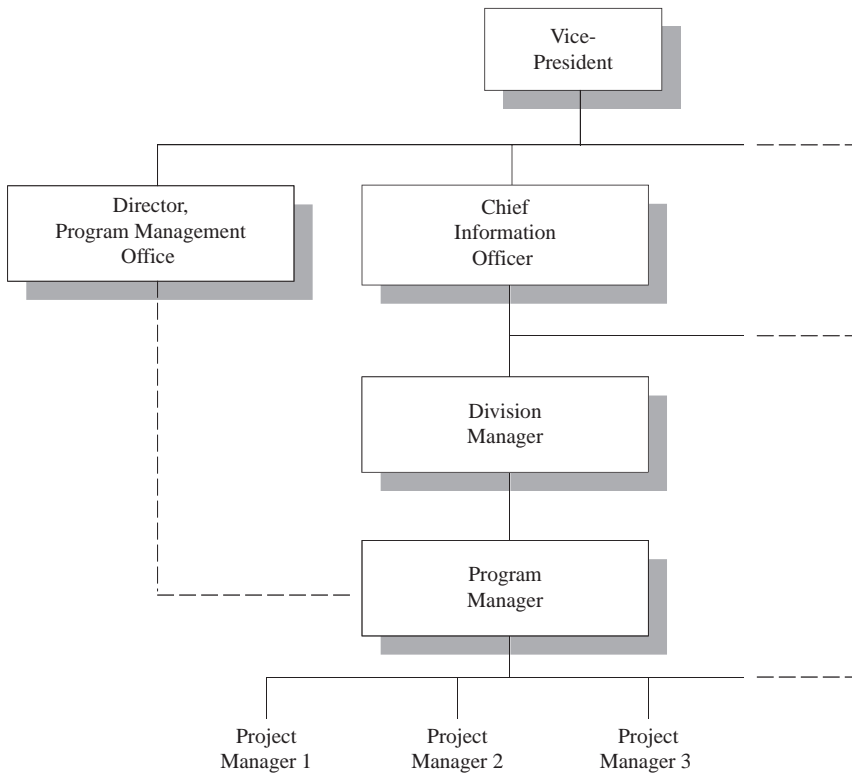 Vice-
President
Director,
Program Management
Office
Chief
Information
Officer
Division
Manager
Program
Manager
Project
Manager 1
Project
Manager 2
Project
Manager 3